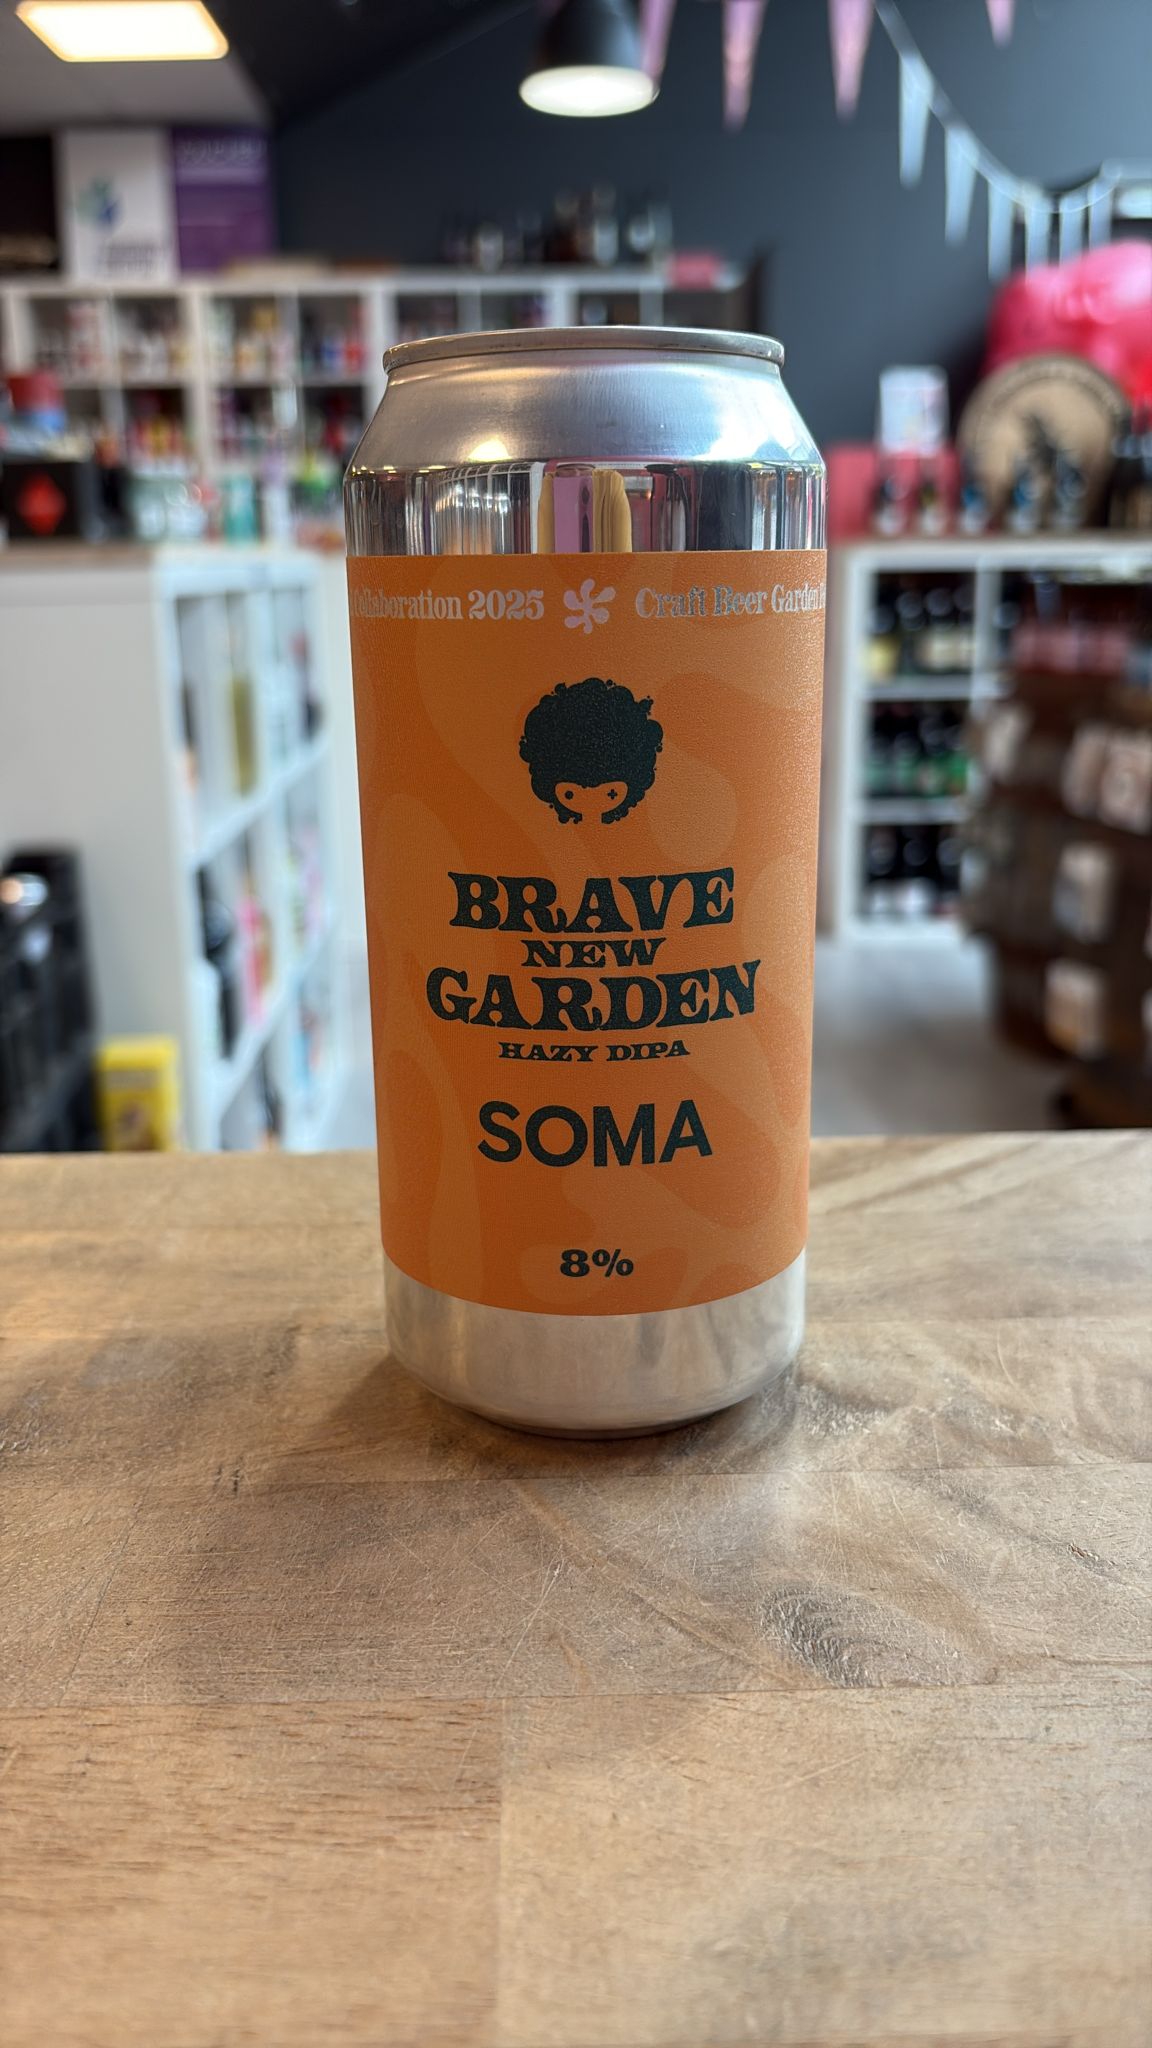 Collaboration 2025 Craft Beer Garden
BRAVE
NEW
GARDEN
HAZY DIPA
SOMA
8%